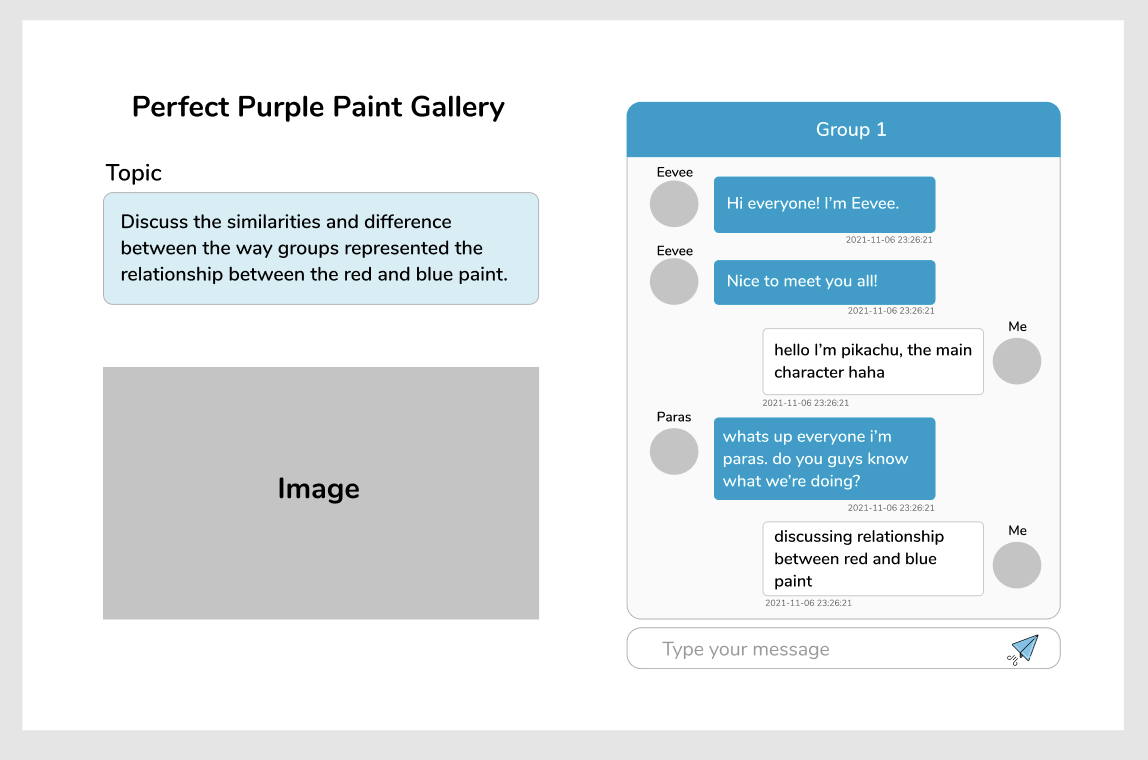 Perfect Purple Paint Gallery
Topic
Discuss the similarities and difference
between the way groups represented the
relationship between the red and blue paint.
Image
Group 1
Eevee
Hi everyone! I'm Eevee.
2021-11-06 23:26:21
Eevee
Nice to meet you all!
2021-11-06 23:26:21
Me
hello I'm pikachu, the main
character haha
2021-11-06 23:26:21
Paras
whats up everyone i'm
paras. do you guys know
what we're doing?
2021-11-06 23:26:21
Me
discussing relationship
between red and blue
paint
2021-11-06 23:26:21
Type your message